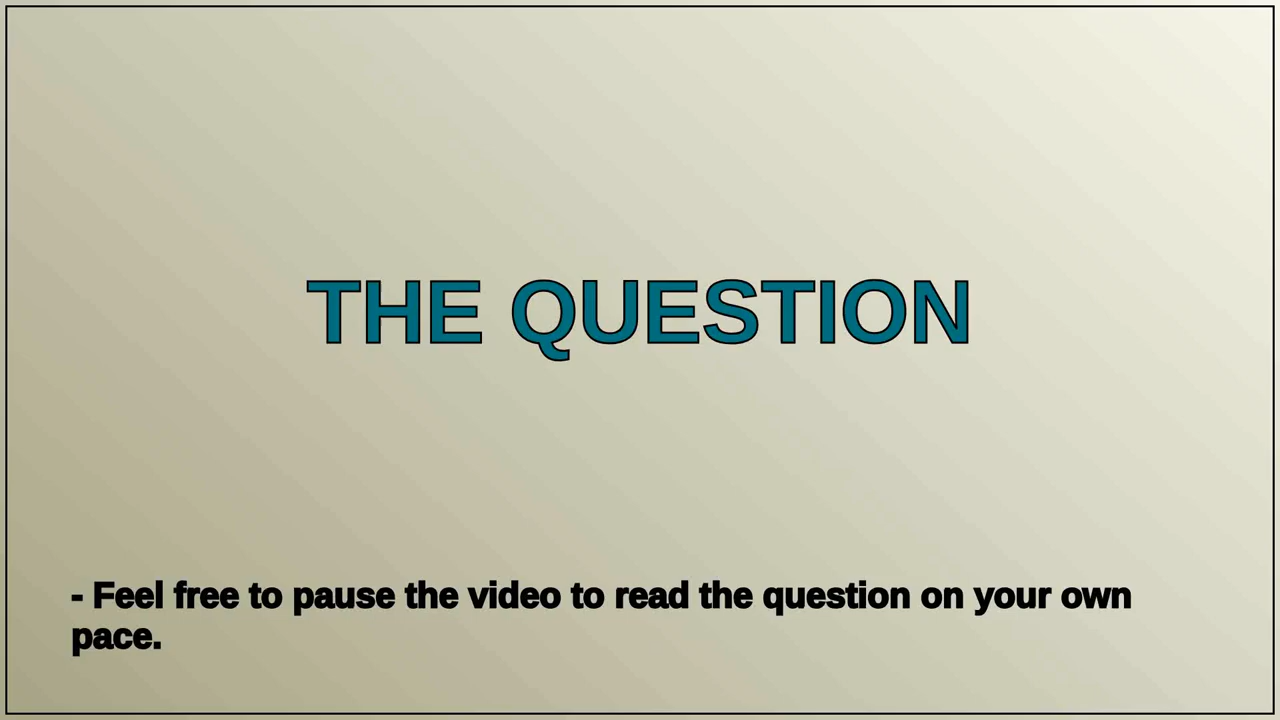 THE QUESTION
- Feel free to pause the video to read the question on your own
pace.